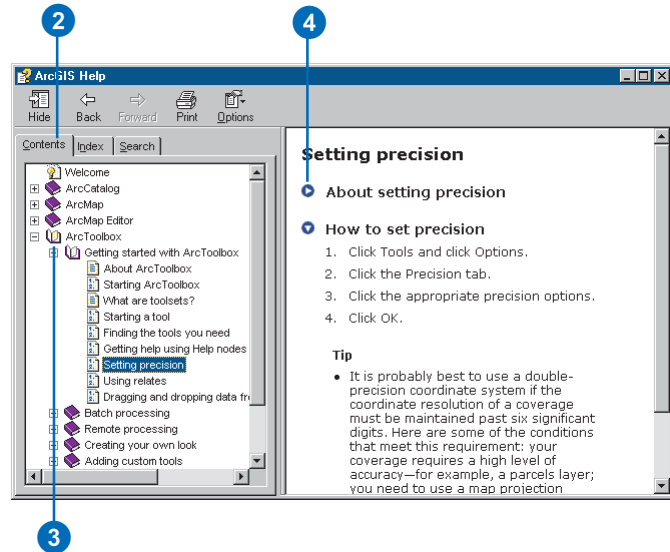 2
4
ArcGIS Help
Hide Back Forward Print Options
Contents Index Search
Welcome
ArcCatalog
ArcMap
ArcMap Editor
ArcToolbox
Getting started with ArcToolbox
About ArcToolbox
Starting ArcToolbox
What are toolsets?
Starting a tool
Finding the tools you need
Getting help using Help nodes
Setting precision
Using relates
Dragging and dropping data fr
Batch processing
Remote processing
Creating your own look
Adding custom tools
Setting precision
About setting precision
How to set precision
1. Click Tools and click Options.
2. Click the Precision tab.
3. Click the appropriate precision options.
4. Click OK.
Tip
• It is probably best to use a double-
precision coordinate system if the
coordinate resolution of a coverage
must be maintained past six significant
digits. Here are some of the conditions
that meet this requirement: your
coverage requires a high level of
accuracy—for example, a parcels layer;
you need to use a map projection
3